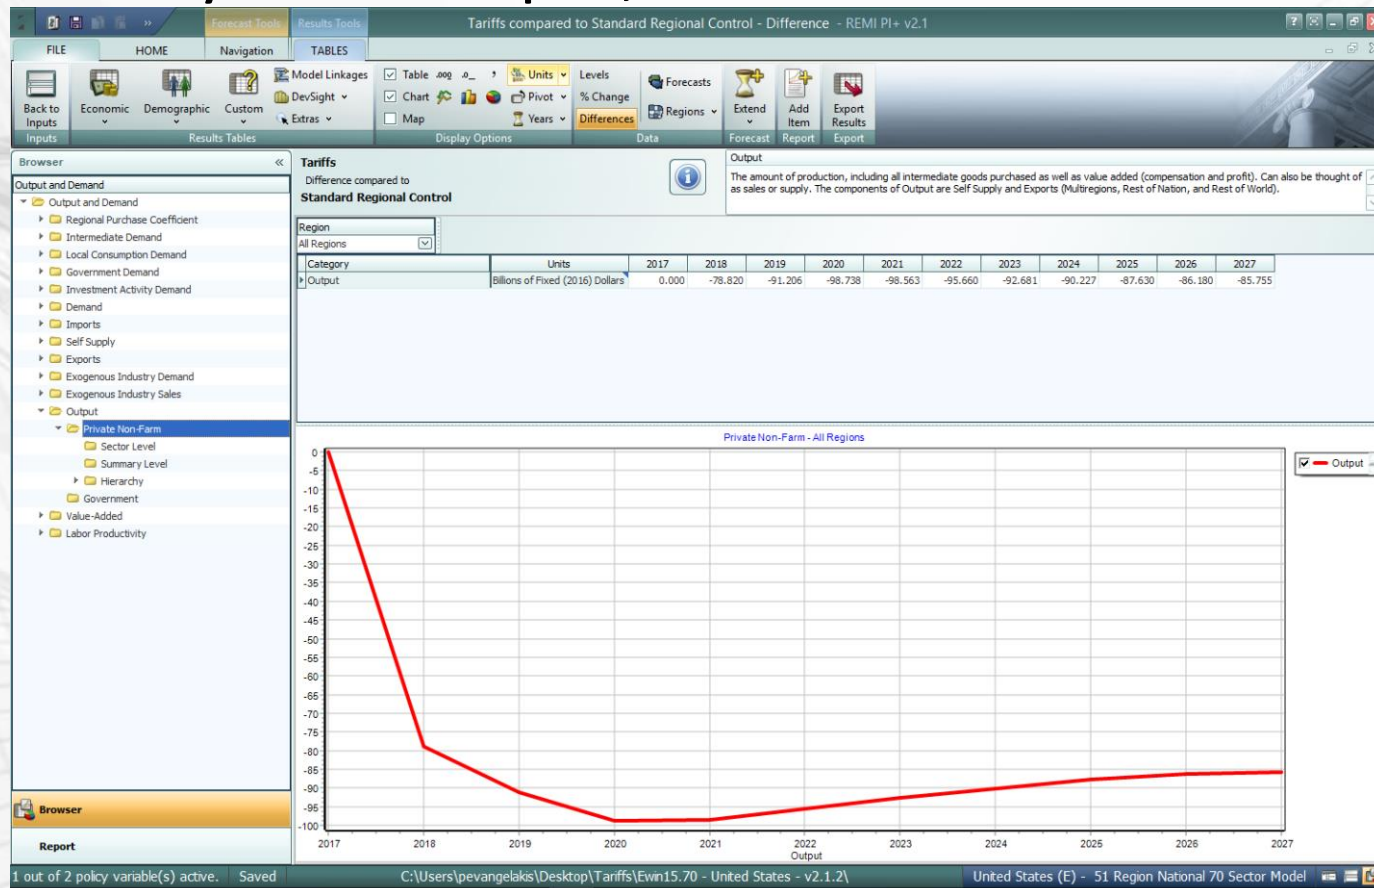 Forecast Tools
Results Tools
Tariffs compared to Standard Regional Control - Difference - REMI PI+ v2.1
FILE
HOME
Navigation
TABLES
Back to Inputs
Economic
Demographic
Custom
Model Linkages
DevSight
Extras
Table
Chart
Map
Units
Pivot
Years
Levels
% Change
Differences
Forecasts
Regions
Extend
Add Item
Export Results
Inputs
Results Tables
Display Options
Data
Forecast
Report
Export
Browser
Output and Demand
Output and Demand
Regional Purchase Coefficient
Intermediate Demand
Local Consumption Demand
Government Demand
Investment Activity Demand
Demand
Imports
Self Supply
Exports
Exogenous Industry Demand
Exogenous Industry Sales
Output
Private Non-Farm
Sector Level
Summary Level
Hierarchy
Government
Value-Added
Labor Productivity
Browser
Report
Tariffs
Difference compared to
Standard Regional Control
Output
The amount of production, including all intermediate goods purchased as well as value added (compensation and profit). Can also be thought of
as sales or supply. The components of Output are Self Supply and Exports (Multiregions, Rest of Nation, and Rest of World).
Region
All Regions
Category Units 2017 2018 2019 2020 2021 2022 2023 2024 2025 2026 2027
Output Billions of Fixed (2016) Dollars 0.000 -78.820 -91.206 -98.738 -98.563 -95.660 -92.681 -90.227 -87.630 -86.180 -85.755
Private Non-Farm - All Regions
Output
0
-5
-10
-15
-20
-25
-30
-35
-40
-45
-50
-55
-60
-65
-70
-75
-80
-85
-90
-95
-100
2017 2018 2019 2020 2021 2022 2023 2024 2025 2026 2027
Output
1 out of 2 policy variable(s) active. Saved
C:\Users\pevangelakis\Desktop\Tariffs\Ewin15.70 - United States - v2.1.2\
United States (E) - 51 Region National 70 Sector Model